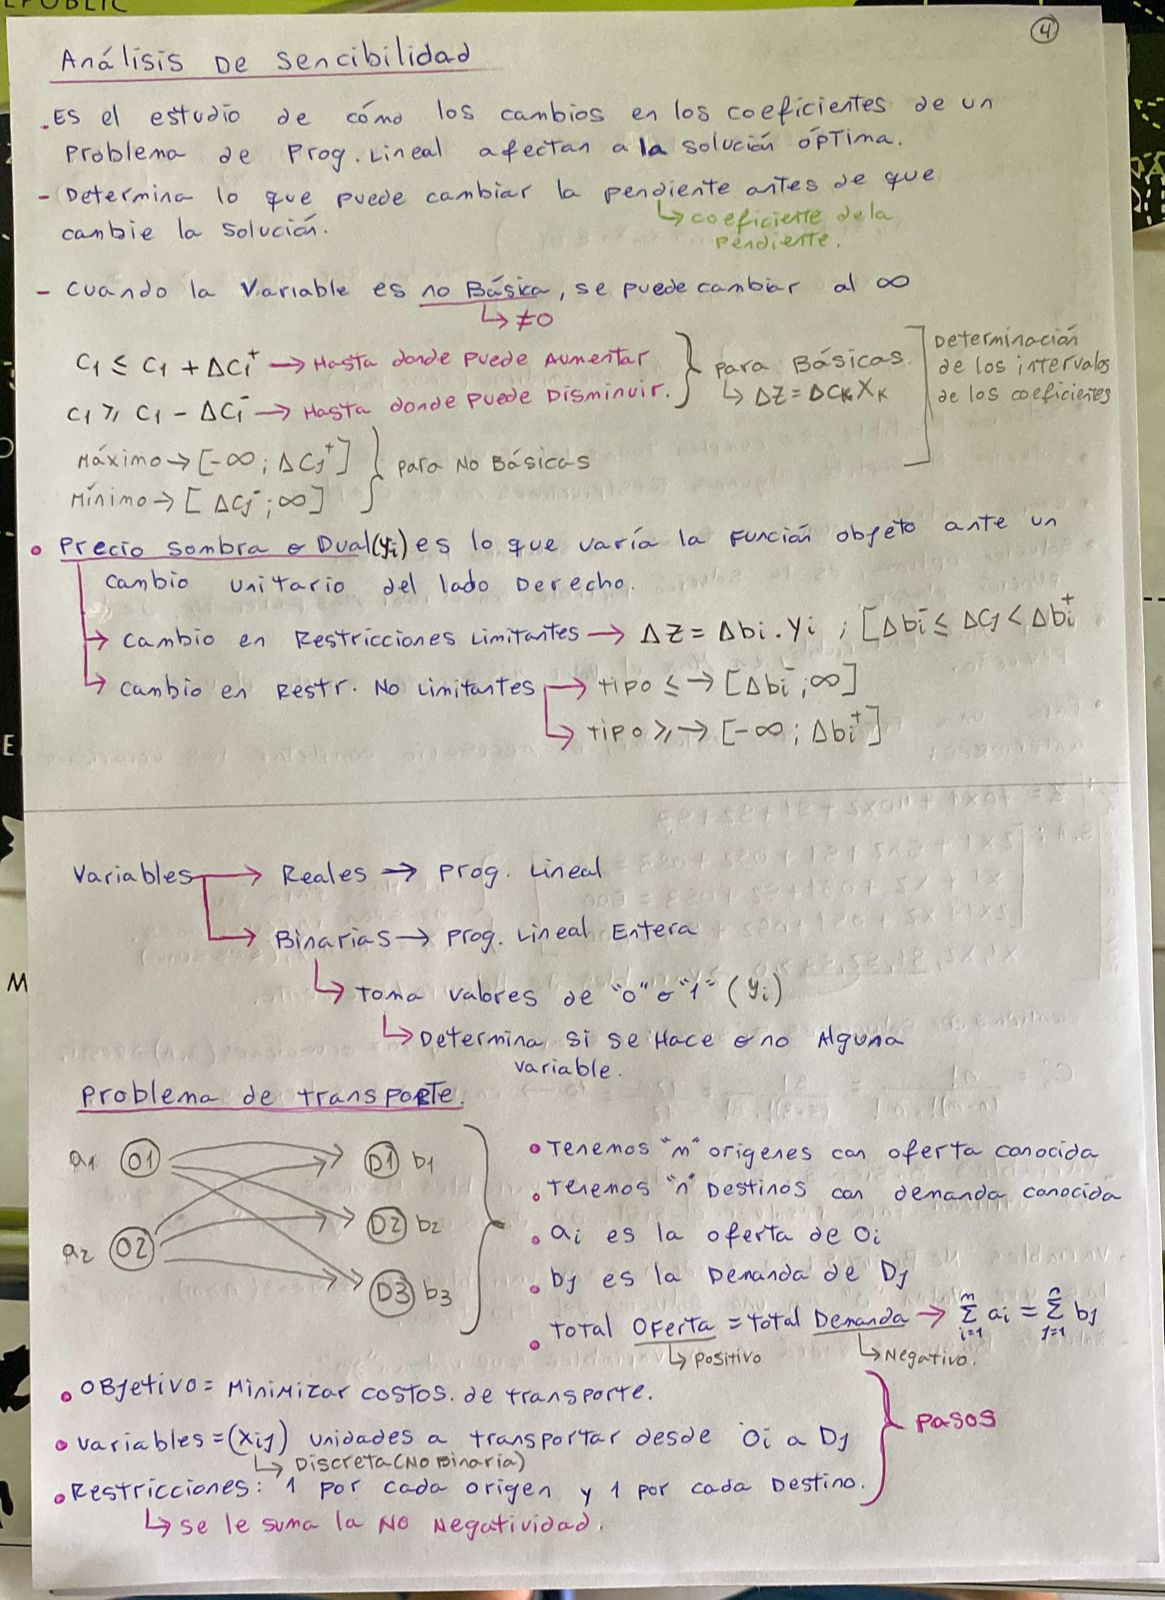 EPUBLIC
4
Análisis De Sencibilidad
- Es el estudio de cómo los cambios en los coeficientes de un
Problema de Prog. Lineal afectan a la solución óptima.
- Determina lo que puede cambiar la pendiente antes de que
cambie la solución.
↳ coeficiente de la
Pendiente.
- Cuando la Variable es no Básica, se puede cambiar al ∞
↳ ≠0
C1 ≤ C1 + ΔCi⁺ → Hasta donde Puede Aumentar
C1 ≥ C1 - ΔCi⁻ → Hasta donde Puede Disminuir.
} Para Básicas.
↳ ΔZ = ΔCk Xk
] Determinación
de los intervalos
de los coeficientes
Máximo → [-∞; ΔCj⁺]
Mínimo → [ΔCj⁻; ∞]
} Para No Básicas
• Precio Sombra o Dual (yi) es lo que varía la Función objeto ante un
cambio unitario del lado Derecho.
→ Cambio en Restricciones Limitantes → ΔZ = Δbi . yi ; [Δbi⁻ ≤ ΔCj < Δbi⁺
→ Cambio en Restr. No Limitantes → tipo ≤ → [Δbi⁻; ∞]
→ tipo ≥ → [-∞; Δbi⁺]
E
Variables → Reales → Prog. Lineal
→ Binarias → Prog. Lineal Entera
M
↳ Toma valores de "0" o "1" (yi)
↳ Determina si se Hace o no Alguna
variable.
Problema de transporte.
a1 O1 D1 b1
a2 O2 D2 b2
D3 b3
• Tenemos "m" origenes con oferta conocida
• Tenemos "n" Destinos con demanda conocida
• ai es la oferta de Oi
• bj es la Demanda de Dj
• Total Oferta = Total Demanda → Σ i=1 m ai = Σ j=1 n bj
↳ Positivo ↳ Negativo.
• Objetivo = Minimizar costos. de transporte.
• Variables = (xij) unidades a transportar desde Oi a Dj
↳ Discreta (No Binaria)
• Restricciones: 1 por cada origen y 1 por cada Destino.
↳ se le suma la No Negatividad.
} Pasos